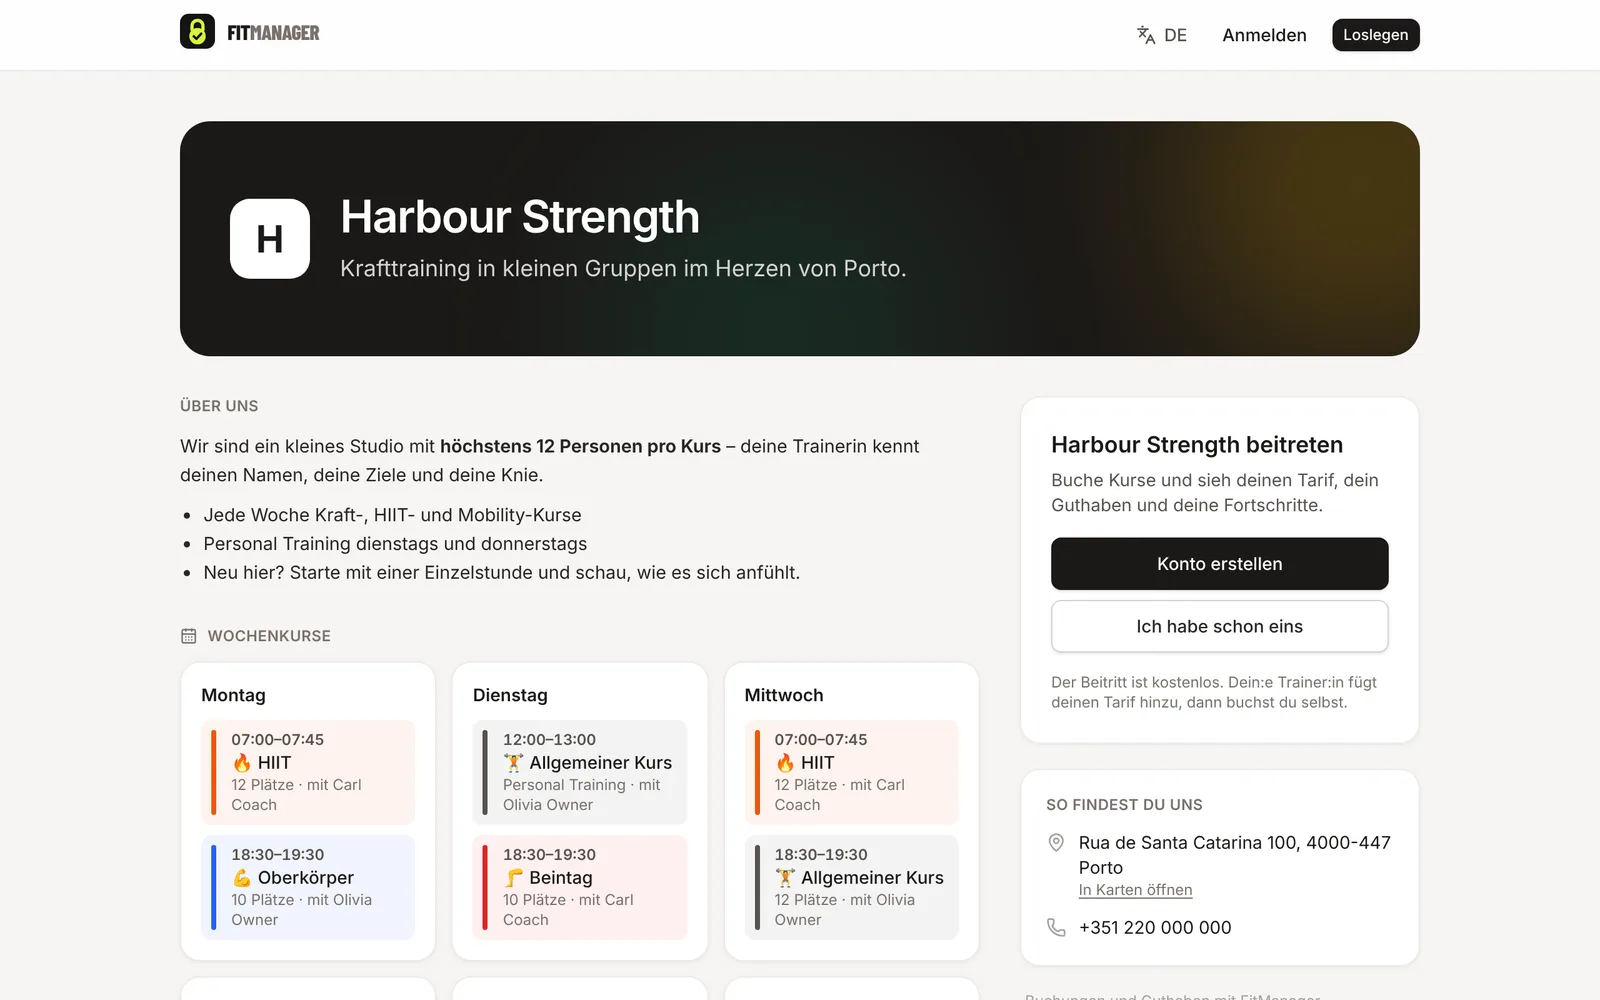 FITMANAGER
DE
Anmelden
Loslegen
H
Harbour Strength
Krafttraining in kleinen Gruppen im Herzen von Porto.
ÜBER UNS
Wir sind ein kleines Studio mit höchstens 12 Personen pro Kurs – deine Trainerin kennt
deinen Namen, deine Ziele und deine Knie.
• Jede Woche Kraft-, HIIT- und Mobility-Kurse
• Personal Training dienstags und donnerstags
• Neu hier? Starte mit einer Einzelstunde und schau, wie es sich anfühlt.
WOCHENKURSE
Montag
07:00–07:45
🔥 HIIT
12 Plätze · mit Carl
Coach
18:30–19:30
💪 Oberkörper
10 Plätze · mit Olivia
Owner
Dienstag
12:00–13:00
🏋️ Allgemeiner Kurs
Personal Training · mit
Olivia Owner
18:30–19:30
🦵 Beintag
10 Plätze · mit Carl
Coach
Mittwoch
07:00–07:45
🔥 HIIT
12 Plätze · mit Carl
Coach
18:30–19:30
🏋️ Allgemeiner Kurs
12 Plätze · mit Olivia
Owner
Harbour Strength beitreten
Buche Kurse und sieh deinen Tarif, dein
Guthaben und deine Fortschritte.
Konto erstellen
Ich habe schon eins
Der Beitritt ist kostenlos. Dein:e Trainer:in fügt
deinen Tarif hinzu, dann buchst du selbst.
SO FINDEST DU UNS
Rua de Santa Catarina 100, 4000-447
Porto
In Karten öffnen
+351 220 000 000
Buchungen und Guthaben mit FitManager